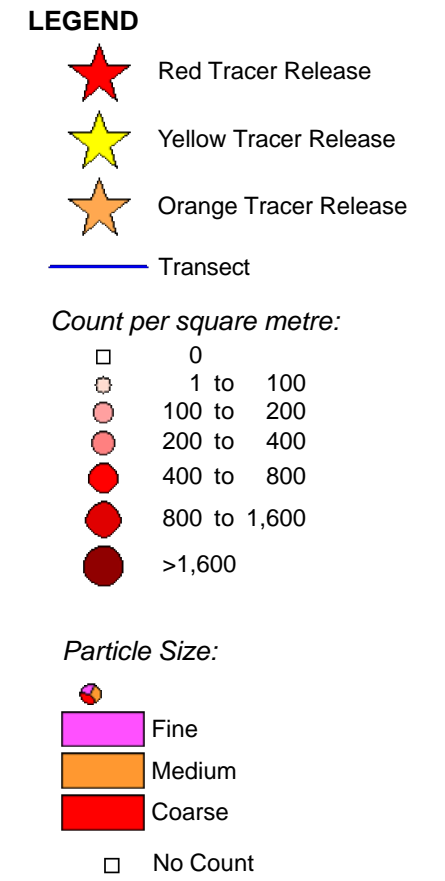 LEGEND
Red Tracer Release
Yellow Tracer Release
Orange Tracer Release
Transect
Count per square metre:
0
1 to 100
100 to 200
200 to 400
400 to 800
800 to 1,600
>1,600
Particle Size:
Fine
Medium
Coarse
No Count